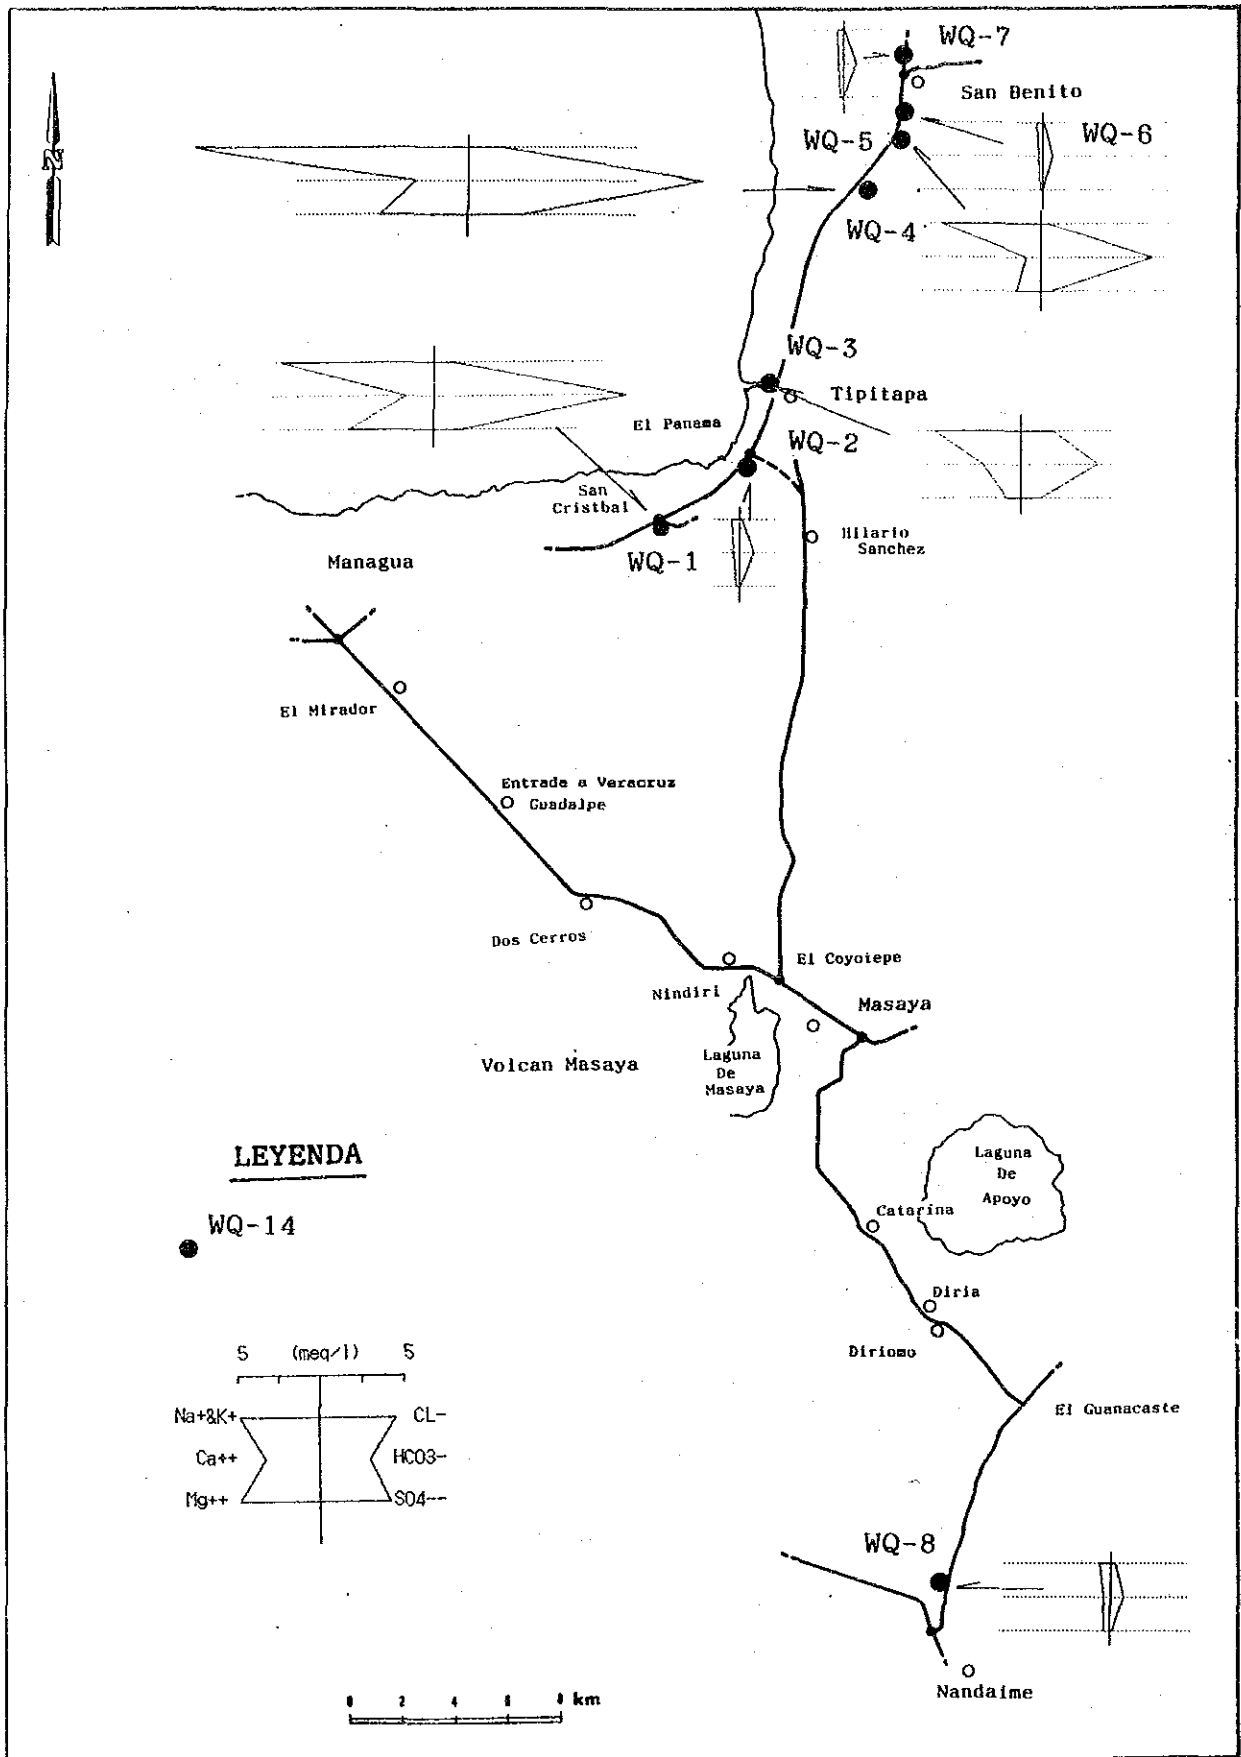 WQ-7
San Benito
WQ-5
WQ-6
N
WQ-4
WQ-3
Tipitapa
El Panama
WQ-2
San
Cristbal
Hilario
Sanchez
WQ-1
Managua
El Mirador
Entrada a Veracruz
Guadalpe
Dos Cerros
El Coyotepe
Nindiri
Masaya
Volcan Masaya
Laguna
De
Masaya
LEYENDA
Laguna
De
Apoyo
WQ-14
Catarina
Diria
Diriomo
5 (meq/l) 5
El Guanacaste
Na+&K+ CL-
Ca++ HCO3-
Mg++ SO4--
WQ-8
Nandaime
0 2 4 6 8 km